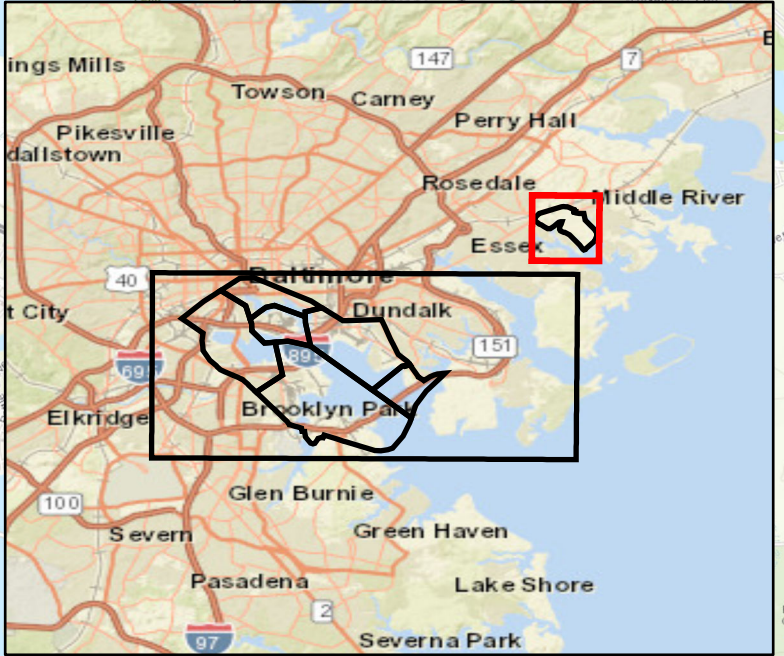 147
7
E
ings Mills
Towson
Carney
Perry Hall
Pikesville
dallstown
Rosedale
Middle River
Essex
40
Baltimore
t City
Dundalk
895
151
695
Brooklyn Park
Elkridge
100
Glen Burnie
Severn
Green Haven
Pasadena
Lake Shore
2
97
Severna Park